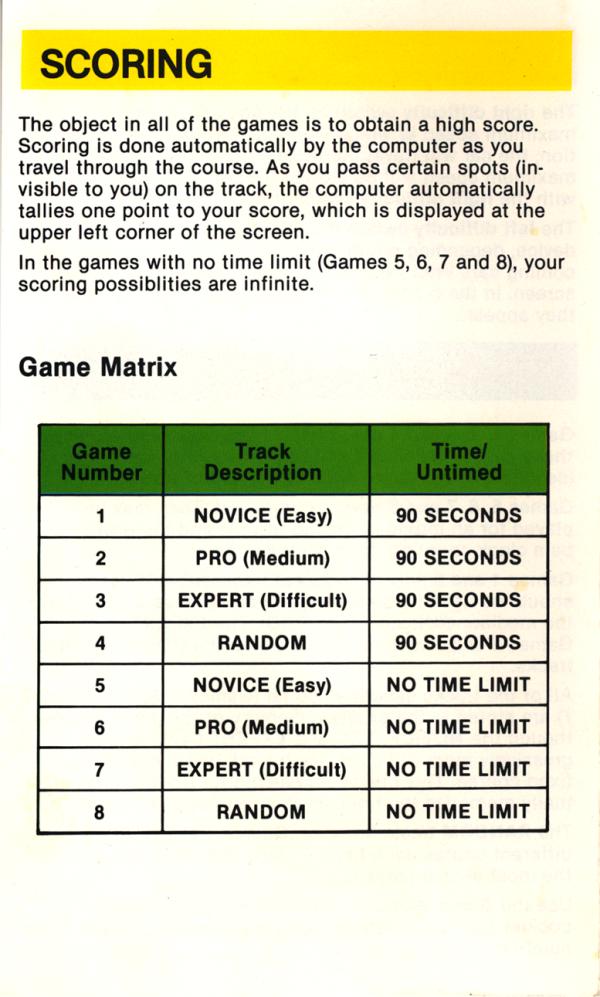 SCORING
The object in all of the games is to obtain a high score.
Scoring is done automatically by the computer as you
travel through the course. As you pass certain spots (in-
visible to you) on the track, the computer automatically
tallies one point to your score, which is displayed at the
upper left corner of the screen.
In the games with no time limit (Games 5, 6, 7 and 8), your
scoring possiblities are infinite.
Game Matrix
Game Number Track Description Time/ Untimed
1 NOVICE (Easy) 90 SECONDS
2 PRO (Medium) 90 SECONDS
3 EXPERT (Difficult) 90 SECONDS
4 RANDOM 90 SECONDS
5 NOVICE (Easy) NO TIME LIMIT
6 PRO (Medium) NO TIME LIMIT
7 EXPERT (Difficult) NO TIME LIMIT
8 RANDOM NO TIME LIMIT